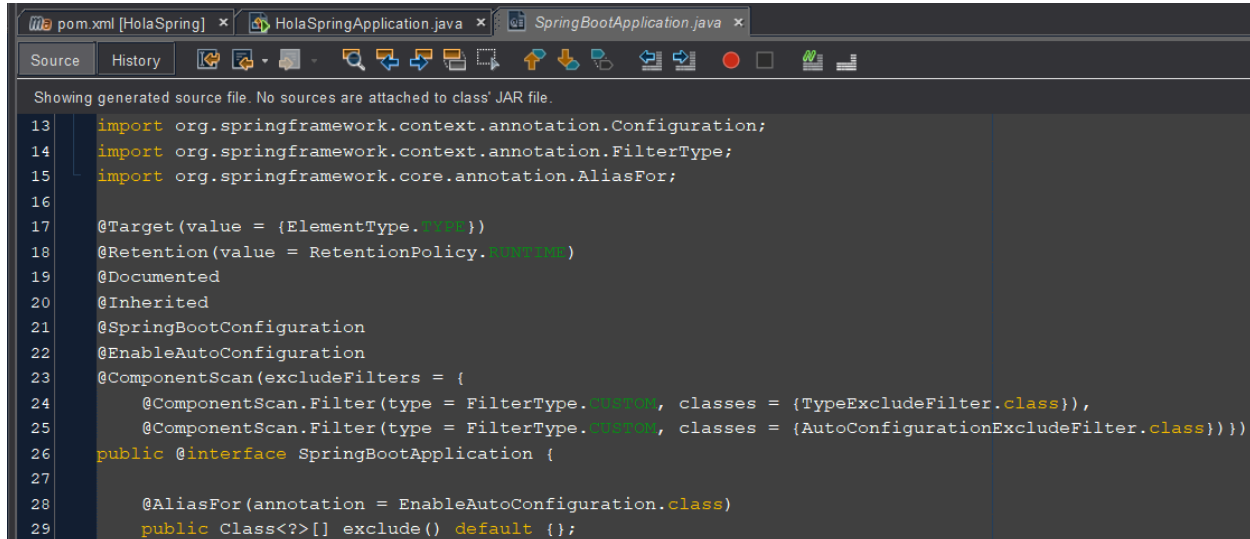 pom.xml [HolaSpring] × HolaSpringApplication.java × SpringBootApplication.java ×
Source History
Showing generated source file. No sources are attached to class' JAR file.
13 import org.springframework.context.annotation.Configuration;
14 import org.springframework.context.annotation.FilterType;
15 import org.springframework.core.annotation.AliasFor;
16
17 @Target(value = {ElementType.TYPE})
18 @Retention(value = RetentionPolicy.RUNTIME)
19 @Documented
20 @Inherited
21 @SpringBootConfiguration
22 @EnableAutoConfiguration
23 @ComponentScan(excludeFilters = {
24     @ComponentScan.Filter(type = FilterType.CUSTOM, classes = {TypeExcludeFilter.class}),
25     @ComponentScan.Filter(type = FilterType.CUSTOM, classes = {AutoConfigurationExcludeFilter.class})})
26 public @interface SpringBootApplication {
27
28     @AliasFor(annotation = EnableAutoConfiguration.class)
29     public Class<?>[] exclude() default {};